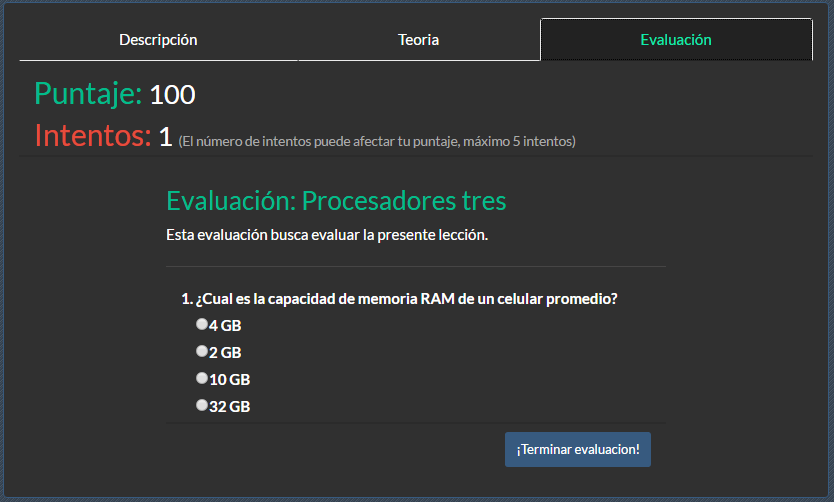 Descripción
Teoria
Evaluación
Puntaje: 100
Intentos: 1 (El número de intentos puede afectar tu puntaje, máximo 5 intentos)
Evaluación: Procesadores tres
Esta evaluación busca evaluar la presente lección.
1. ¿Cual es la capacidad de memoria RAM de un celular promedio?
4 GB
2 GB
10 GB
32 GB
¡Terminar evaluacion!